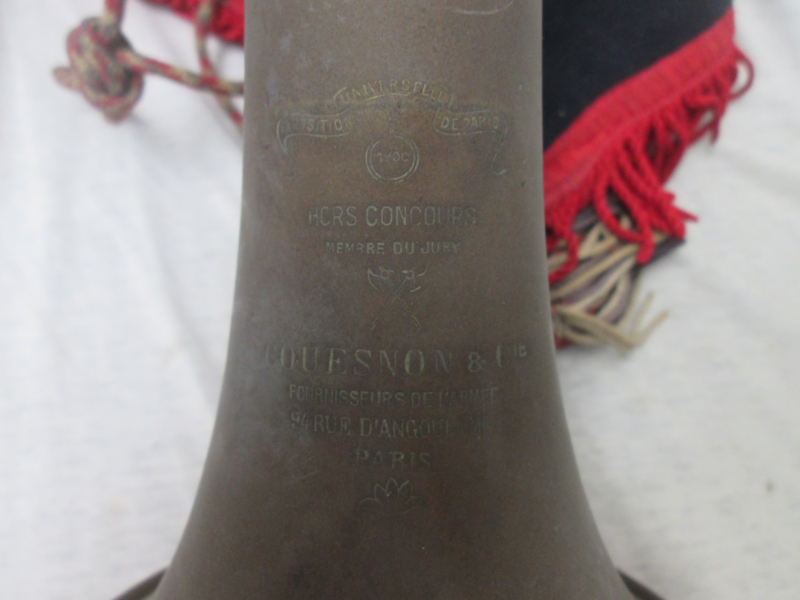 UNIVERSELLE
EXPOSITION DE PARIS
1900
HORS CONCOURS
MEMBRE DU JURY
COUESNON & CIE
FOURNISSEURS DE L'ARMÉE
94 RUE D'ANGOULÊME
PARIS